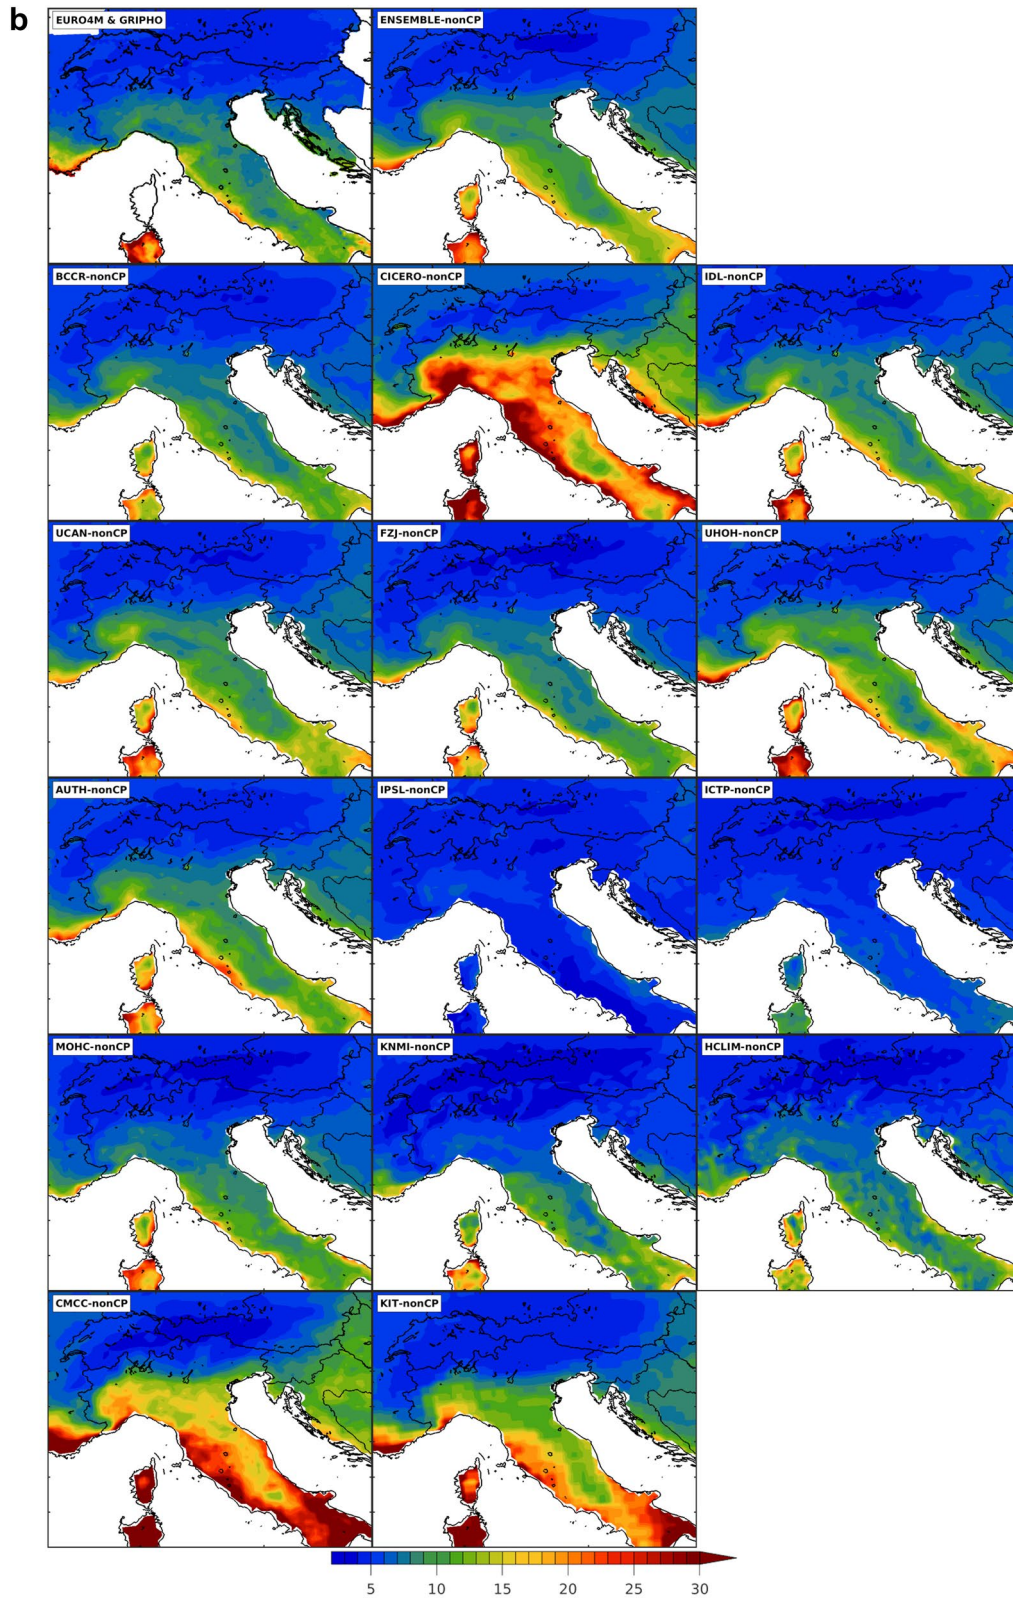 b
EURO4M & GRIPHO
ENSEMBLE-nonCP
BCCR-nonCP
CICERO-nonCP
IDL-nonCP
UCAN-nonCP
FZJ-nonCP
UHOH-nonCP
AUTH-nonCP
IPSL-nonCP
ICTP-nonCP
MOHC-nonCP
KNMI-nonCP
HCLIM-nonCP
CMCC-nonCP
KIT-nonCP
5 10 15 20 25 30